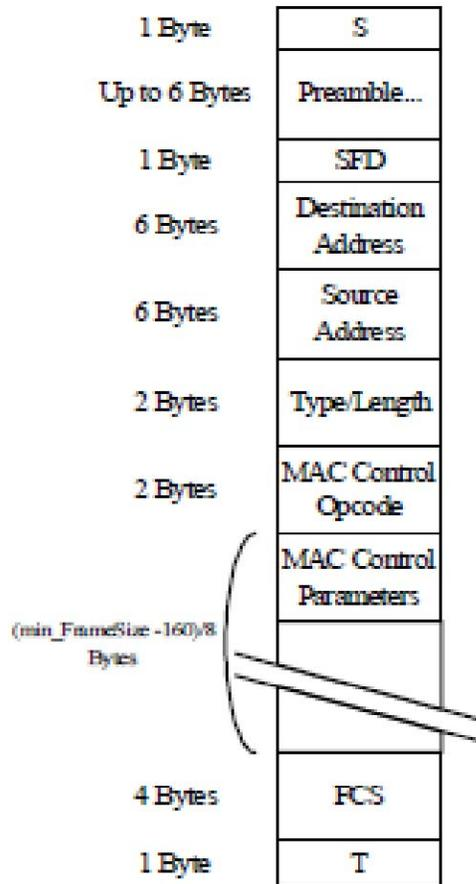 1 Byte S
Up to 6 Bytes Preamble...
1 Byte SFD
6 Bytes Destination
Address
6 Bytes Source
Address
2 Bytes Type/Length
2 Bytes MAC Control
Opcode
MAC Control
Parameters
(min_FrameSize -160)/8
Bytes
4 Bytes FCS
1 Byte T